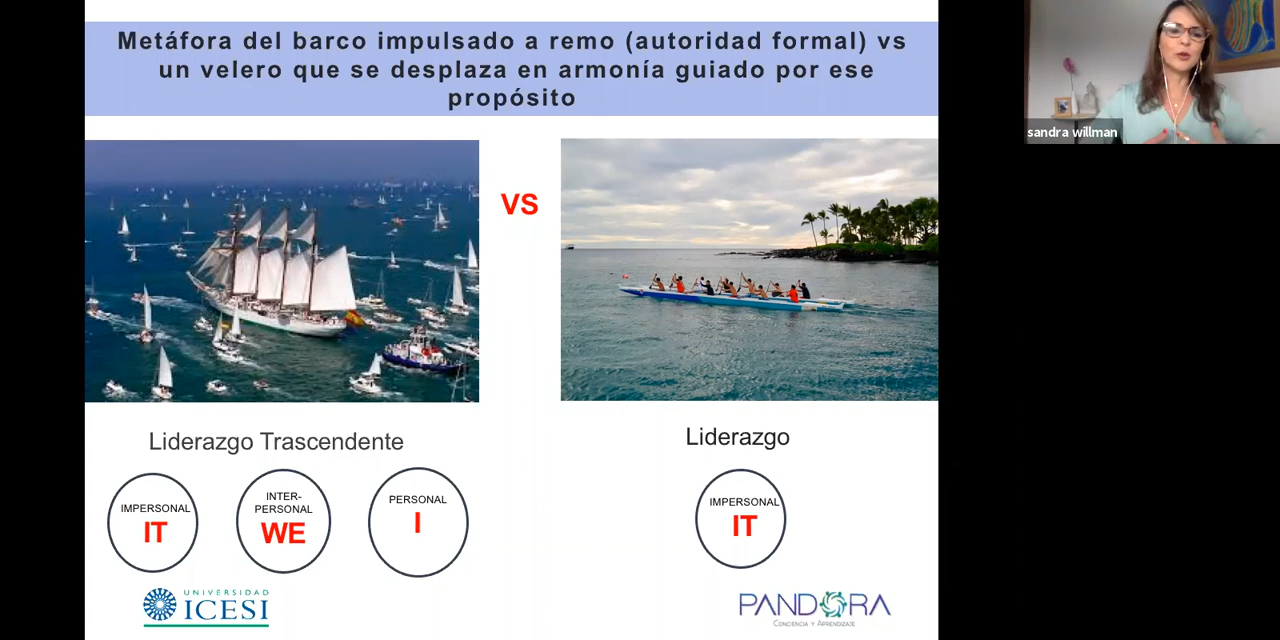 Metáfora del barco impulsado a remo (autoridad formal) vs
un velero que se desplaza en armonía guiado por ese
propósito
sandra willman
VS
Liderazgo Trascendente
Liderazgo
IMPERSONAL
IT
INTER-
PERSONAL
WE
PERSONAL
I
IMPERSONAL
IT
UNIVERSIDAD
ICESI
PANDORA
CONCIENCIA Y APRENDIZAJE